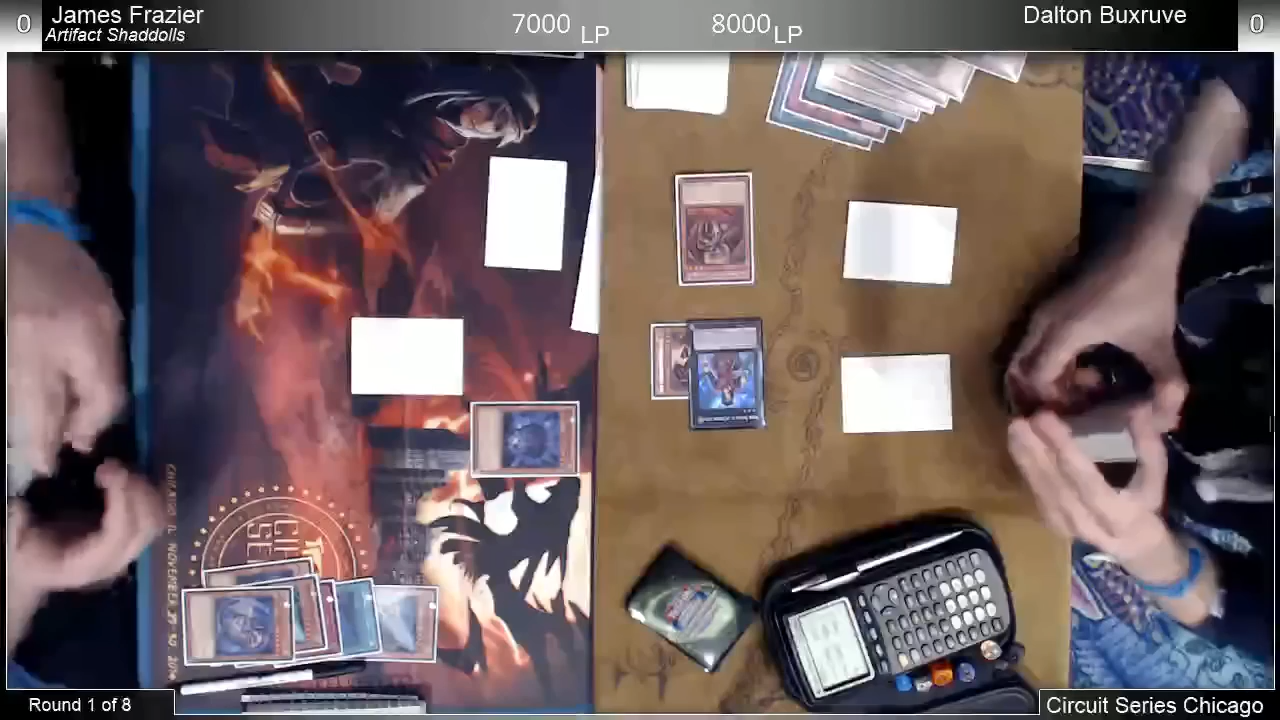 0
James Frazier
Artifact Shaddolls
7000 LP
8000 LP
Dalton Buxruve
0
Round 1 of 8
Circuit Series Chicago